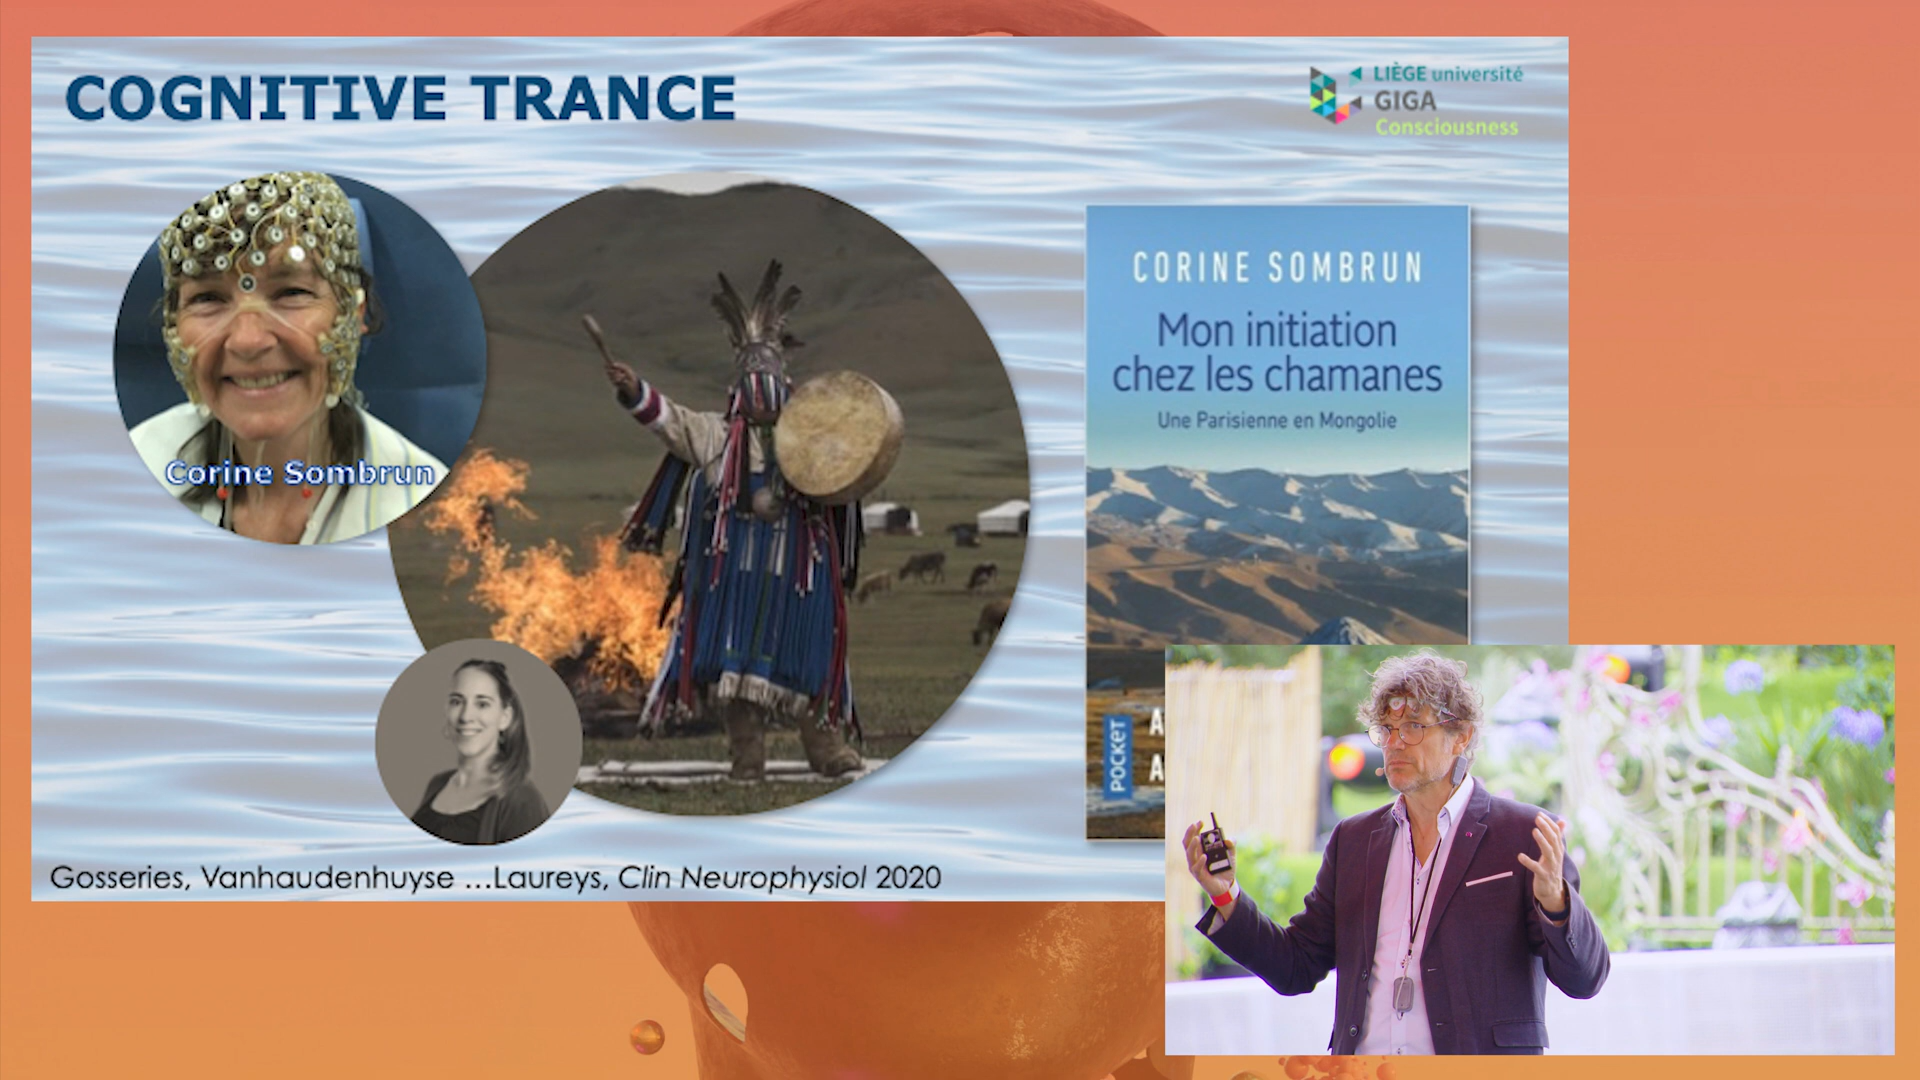 COGNITIVE TRANCE
LIÈGE université
GIGA
Consciousness
Corine Sombrun
CORINE SOMBRUN
Mon initiation
chez les chamanes
Une Parisienne en Mongolie
POCKET
A
A
Gosseries, Vanhaudenhuyse ...Laureys, Clin Neurophysiol 2020